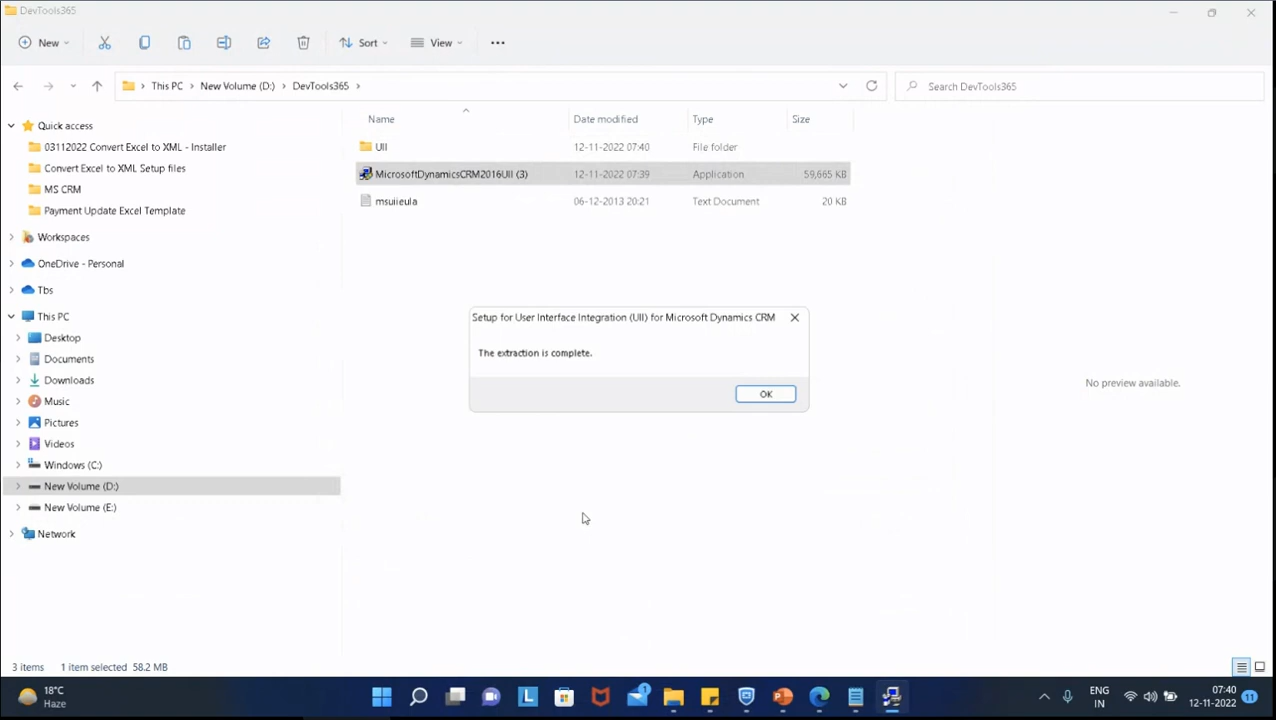 DevTools365
New
Sort
View
This PC
New Volume (D:)
DevTools365
Search DevTools365
Name
Date modified
Type
Size
Quick access
03112022 Convert Excel to XML - Installer
Convert Excel to XML Setup files
MS CRM
Payment Update Excel Template
Workspaces
OneDrive - Personal
Tbs
This PC
Desktop
Documents
Downloads
Music
Pictures
Videos
Windows (C:)
New Volume (D:)
New Volume (E:)
Network
UII 12-11-2022 07:40 File folder
MicrosoftDynamicsCRM2016UII (3) 12-11-2022 07:39 Application 59,665 KB
msuiieula 06-12-2013 20:21 Text Document 20 KB
Setup for User Interface Integration (UII) for Microsoft Dynamics CRM
The extraction is complete.
OK
No preview available.
3 items 1 item selected 58.2 MB
18°C
Haze
L
1
P
ENG
IN
07:40
12-11-2022
11